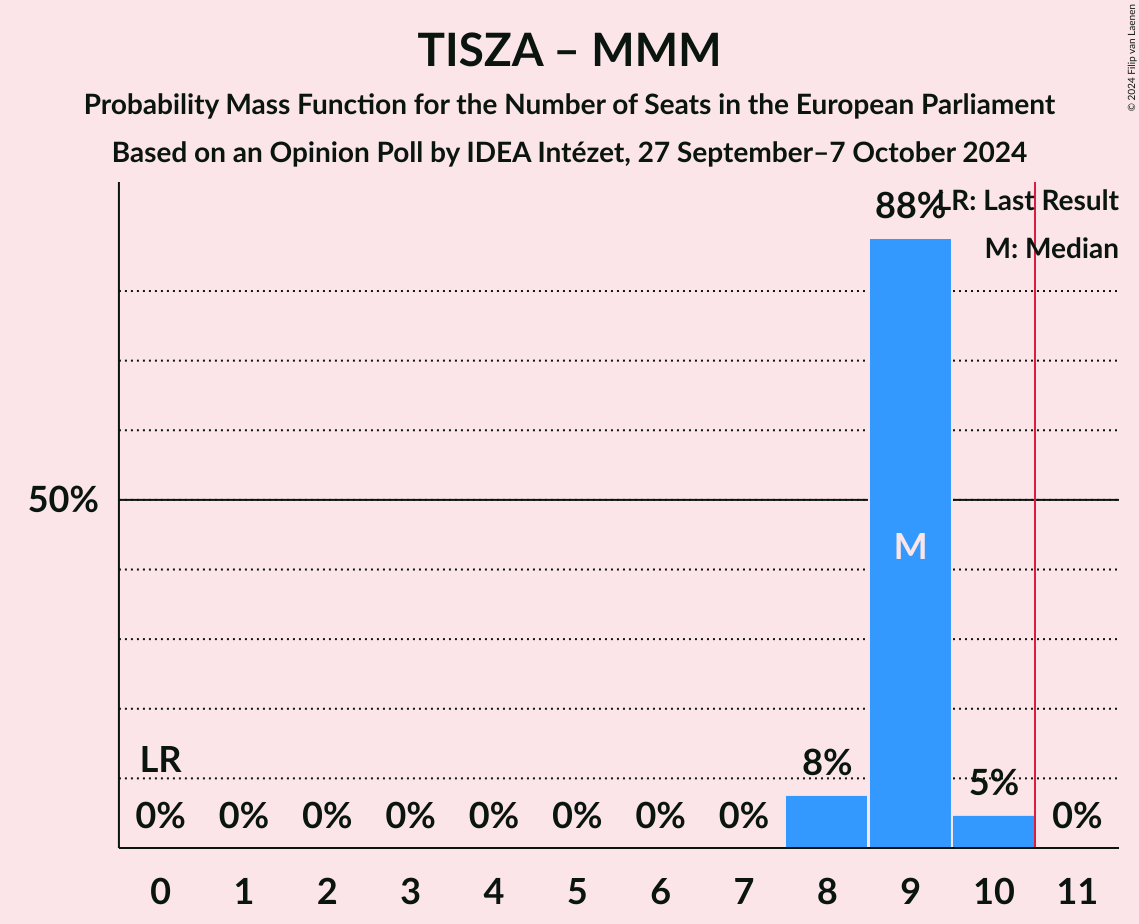 TISZA – MMM
Probability Mass Function for the Number of Seats in the European Parliament
Based on an Opinion Poll by IDEA Intézet, 27 September–7 October 2024
© 2024 Filip van Laenen
LR: Last Result
M: Median
88%
50%
M
LR
8%
5%
0% 0% 0% 0% 0% 0% 0% 0% 0%
0 1 2 3 4 5 6 7 8 9 10 11